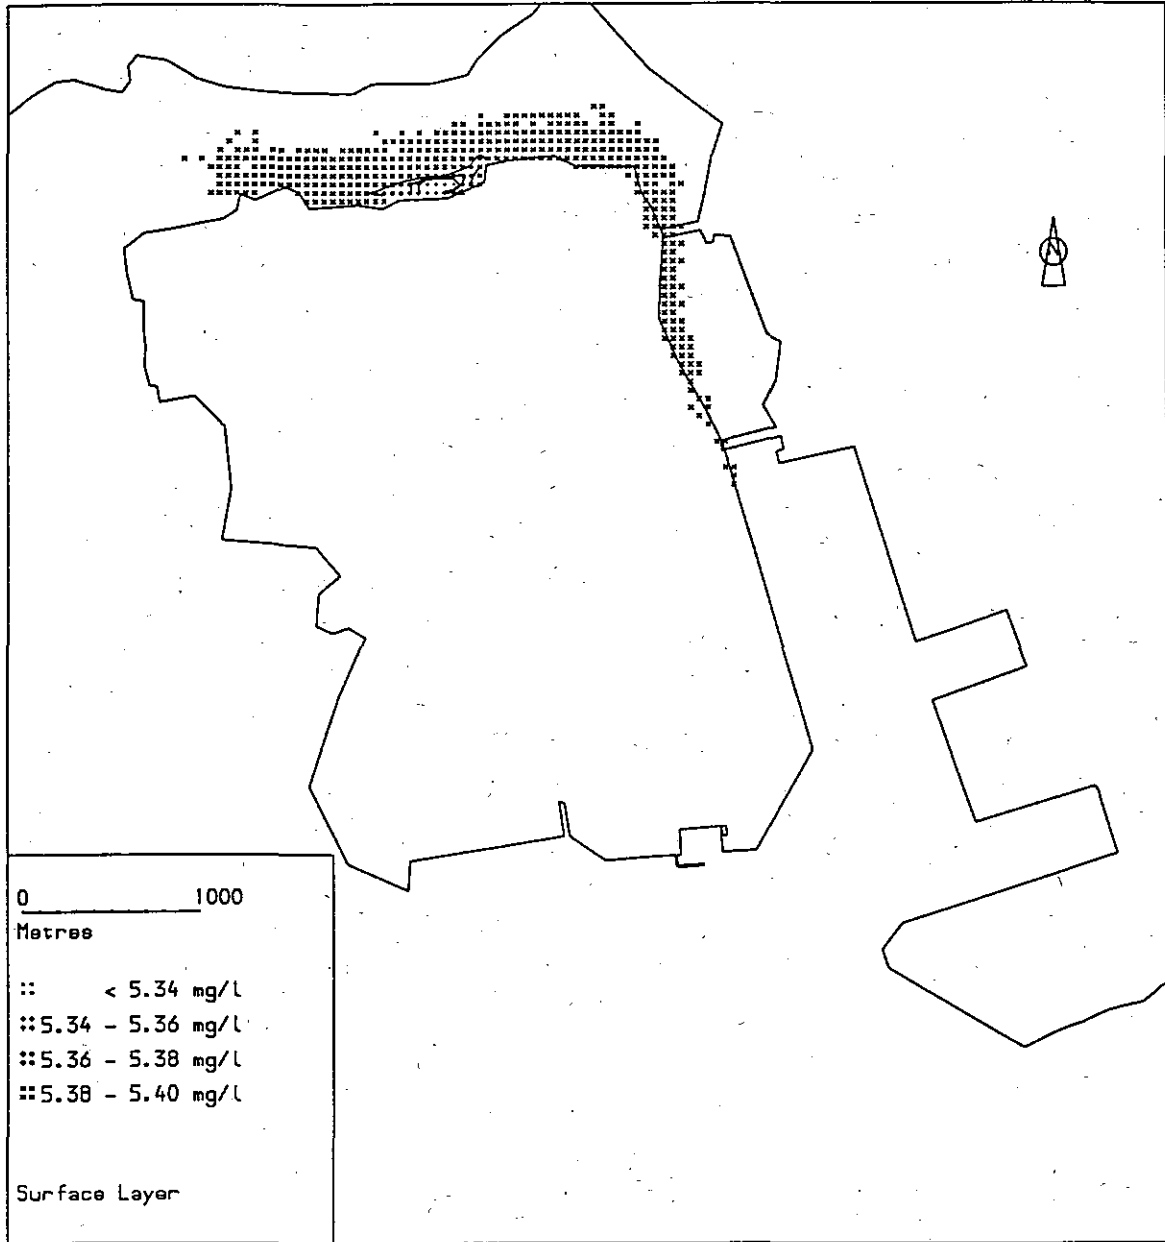 N
0 1000
Metres
< 5.34 mg/l
5.34 - 5.36 mg/l
5.36 - 5.38 mg/l
5.38 - 5.40 mg/l
Surface Layer